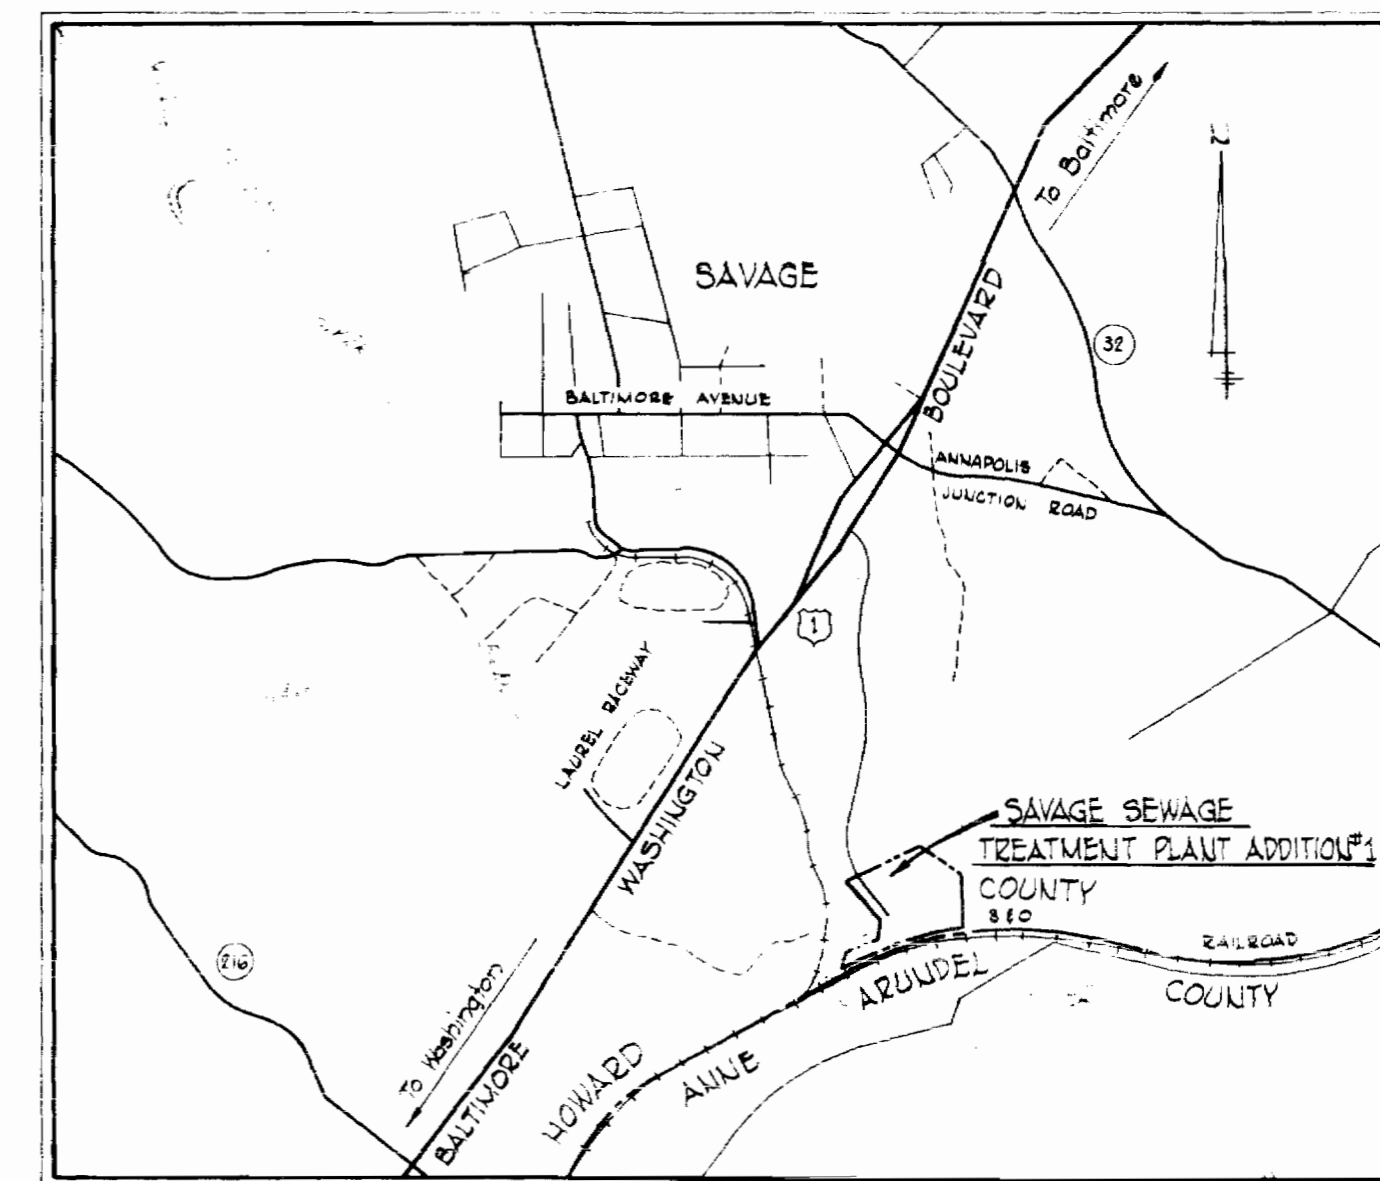 To Baltimore
N
SAVAGE
BOULEVARD
32
BALTIMORE AVENUE
ANNAPOLIS
JUNCTION ROAD
1
LAUREL RACEWAY
WASHINGTON
SAVAGE SEWAGE
TREATMENT PLANT ADDITION #1
COUNTY
B & O
RAILROAD
216
ARUNDEL
COUNTY
To Washington
HOWARD
ANNE
BALTIMORE